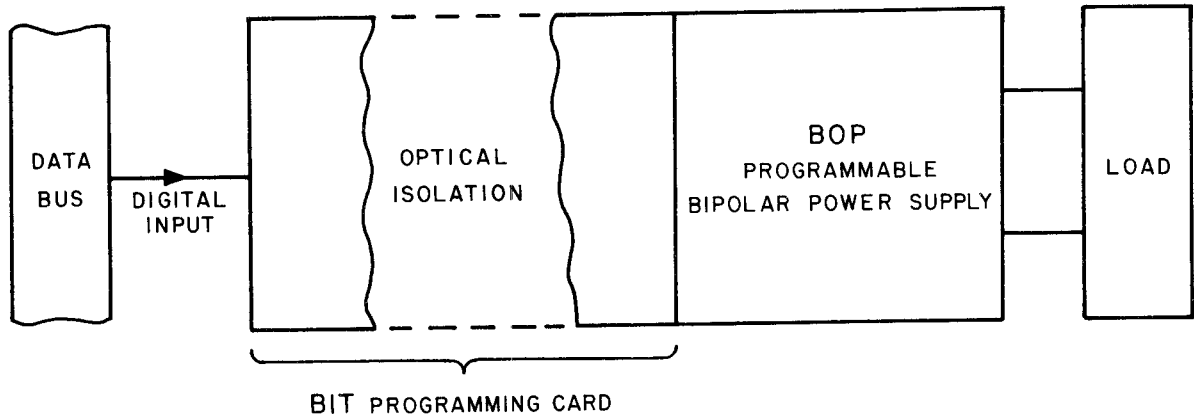 DATA
BUS
DIGITAL
INPUT
OPTICAL
ISOLATION
BOP
PROGRAMMABLE
BIPOLAR POWER SUPPLY
LOAD
BIT PROGRAMMING CARD